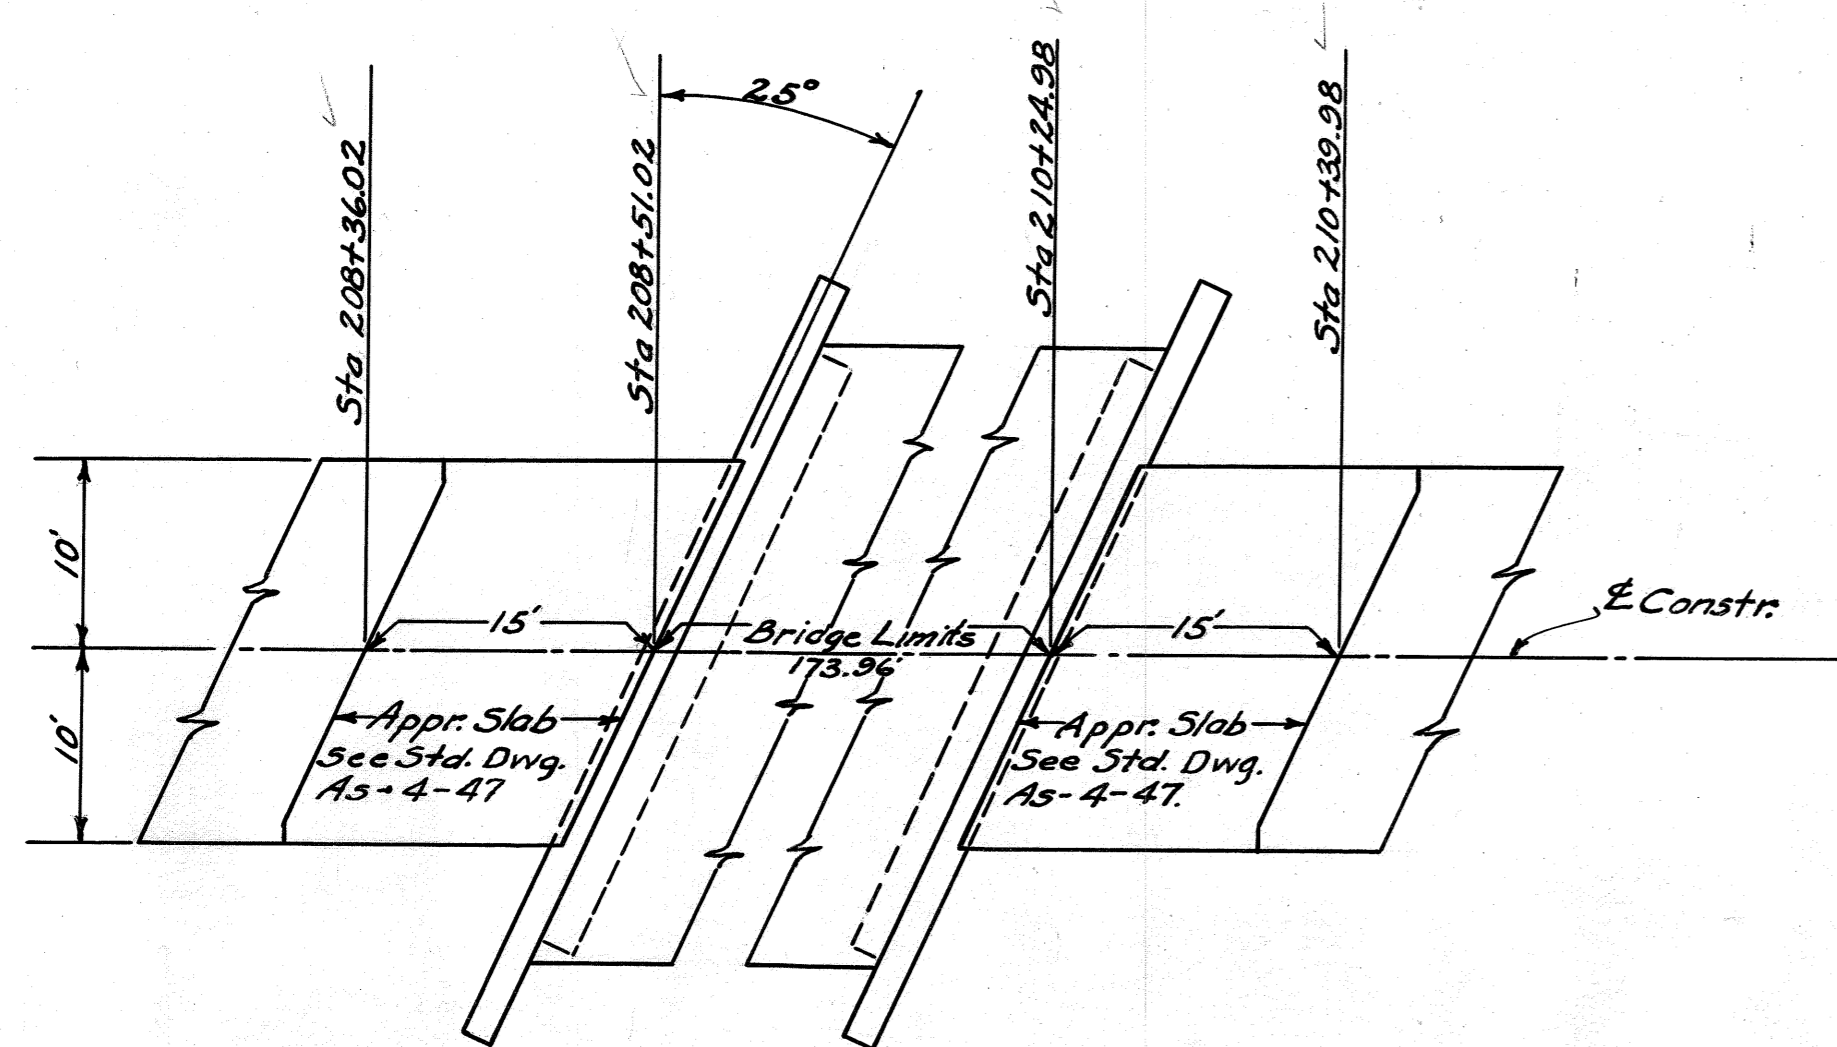 25°
Sta 208+36.02
Sta 208+51.02
Sta 210+24.98
Sta 210+39.98
10'
10'
15'
Bridge Limits
173.96'
15'
℄ Constr.
Appr. Slab
See Std. Dwg.
As-4-47
Appr. Slab
See Std. Dwg.
As-4-47.